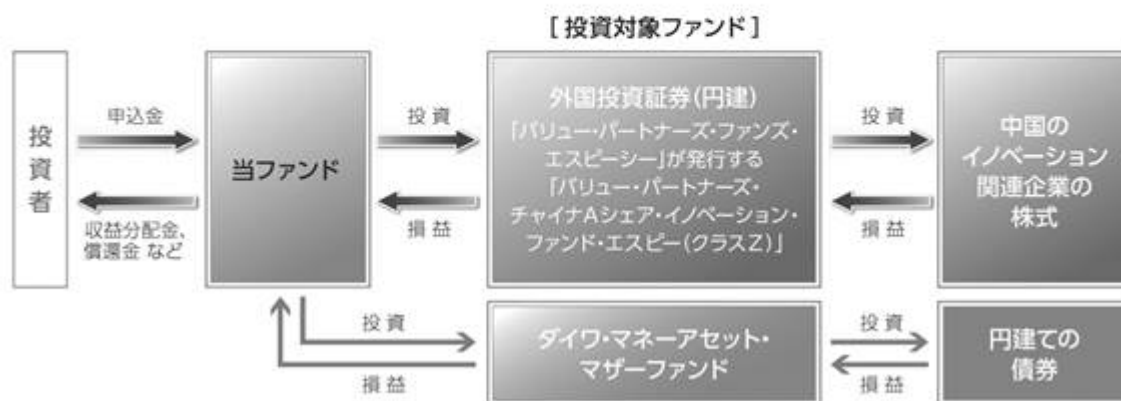 [投資対象ファンド]
投資者
申込金
収益分配金、
償還金 など
当ファンド
投資
損益
外国投資証券(円建)
「バリュー・パートナーズ・ファンズ・
エスピーシー」が発行する
「バリュー・パートナーズ・
チャイナAシェア・イノベーション・
ファンド・エスピー(クラスZ)」
投資
損益
中国の
イノベーション
関連企業の
株式
投資
損益
ダイワ・マネーアセット・
マザーファンド
投資
損益
円建ての
債券